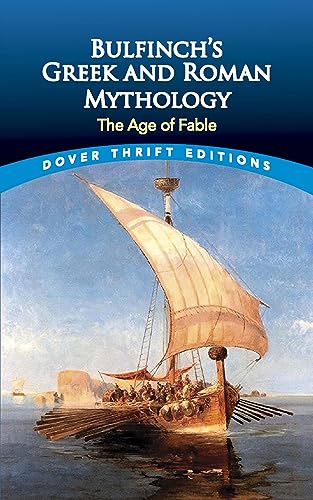 BULFINCH'S
GREEK AND ROMAN
MYTHOLOGY
The Age of Fable
DOVER THRIFT EDITIONS